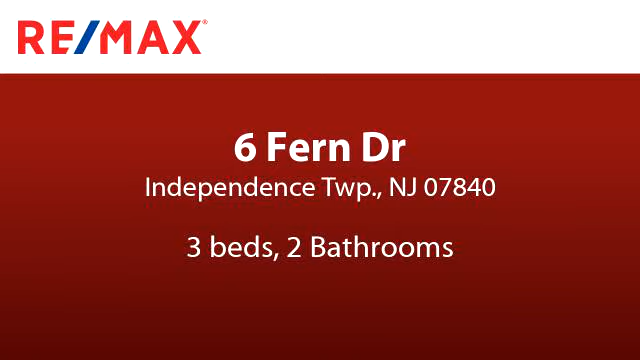 RE/MAX®
6 Fern Dr
Independence Twp., NJ 07840
3 beds, 2 Bathrooms